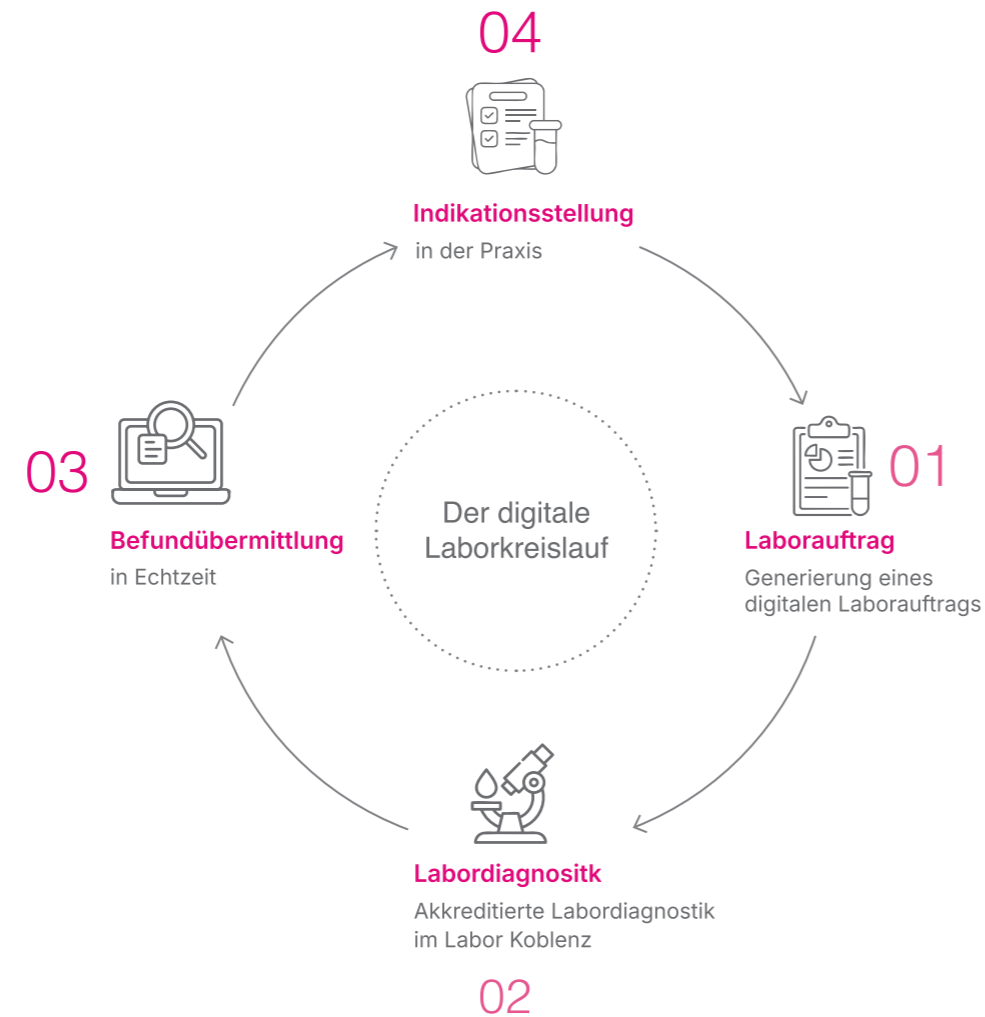 04
Indikationsstellung
in der Praxis
01
Laborauftrag
Generierung eines
digitalen Laborauftrags
03
Befundübermittlung
in Echtzeit
Der digitale
Laborkreislauf
Labordiagnositk
Akkreditierte Labordiagnostik
im Labor Koblenz
02